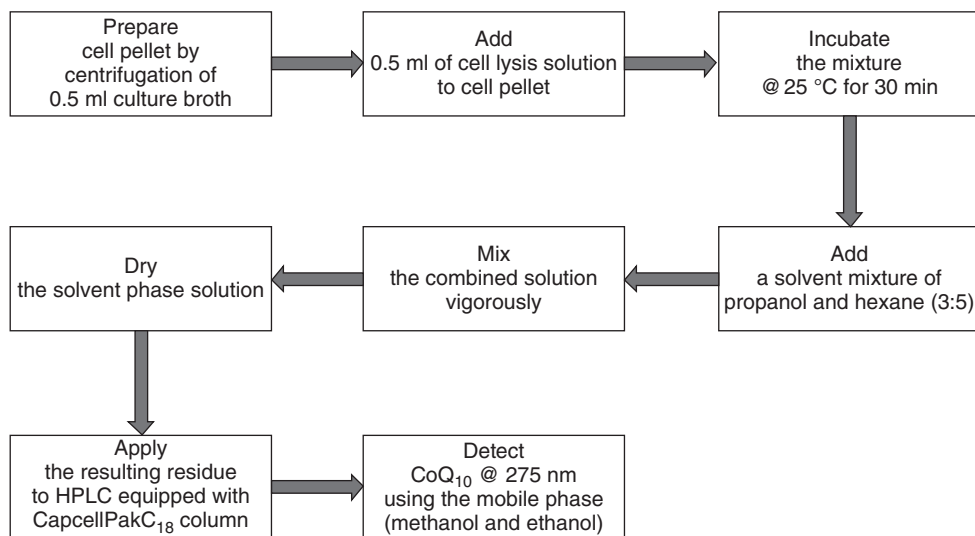 Prepare
cell pellet by
centrifugation of
0.5 ml culture broth
Add
0.5 ml of cell lysis solution
to cell pellet
Incubate
the mixture
@ 25 °C for 30 min
Add
a solvent mixture of
propanol and hexane (3:5)
Mix
the combined solution
vigorously
Dry
the solvent phase solution
Apply
the resulting residue
to HPLC equipped with
CapcellPakC₁₈ column
Detect
CoQ₁₀ @ 275 nm
using the mobile phase
(methanol and ethanol)